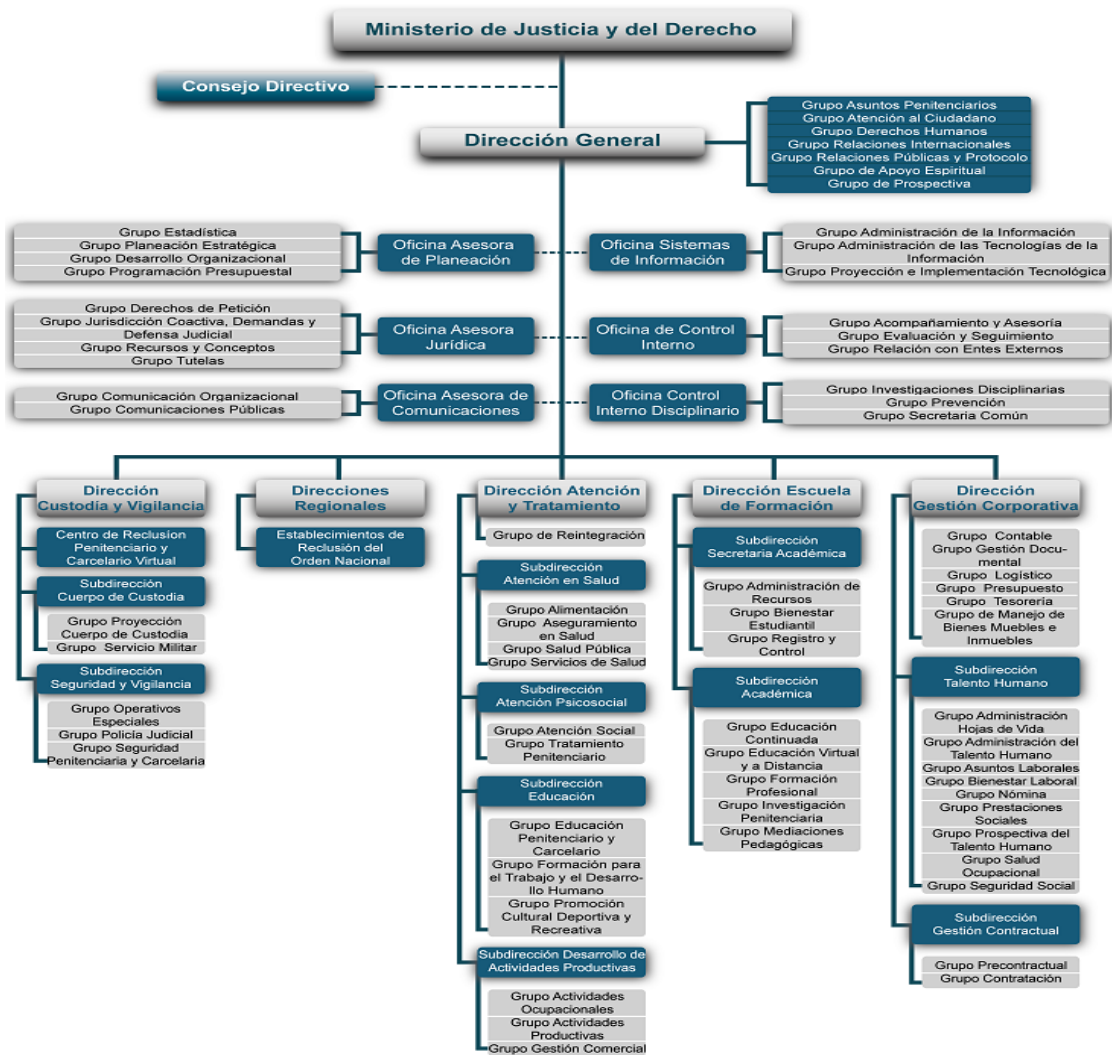 Ministerio de Justicia y del Derecho
Consejo Directivo
Dirección General
Grupo Asuntos Penitenciarios
Grupo Atención al Ciudadano
Grupo Derechos Humanos
Grupo Relaciones Internacionales
Grupo Relaciones Públicas y Protocolo
Grupo de Apoyo Espiritual
Grupo de Prospectiva
Grupo Estadística
Grupo Planeación Estratégica
Grupo Desarrollo Organizacional
Grupo Programación Presupuestal
Oficina Asesora
de Planeación
Oficina Sistemas
de Información
Grupo Administración de la Información
Grupo Administración de las Tecnologías de la
Información
Grupo Proyección e Implementación Tecnológica
Grupo Derechos de Petición
Grupo Jurisdicción Coactiva, Demandas y
Defensa Judicial
Grupo Recursos y Conceptos
Grupo Tutelas
Oficina Asesora
Jurídica
Oficina de Control
Interno
Grupo Acompañamiento y Asesoría
Grupo Evaluación y Seguimiento
Grupo Relación con Entes Externos
Grupo Comunicación Organizacional
Grupo Comunicaciones Públicas
Oficina Asesora de
Comunicaciones
Oficina Control
Interno Disciplinario
Grupo Investigaciones Disciplinarias
Grupo Prevención
Grupo Secretaria Común
Dirección
Custodia y Vigilancia
Centro de Reclusíon
Penitenciario y
Carcelario Virtual
Subdirección
Cuerpo de Custodia
Grupo Proyección
Cuerpo de Custodia
Grupo Servicio Militar
Subdirección
Seguridad y Vigilancia
Grupo Operativos
Especiales
Grupo Policía Judicial
Grupo Seguridad
Penitenciaria y Carcelaria
Direcciones
Regionales
Establecimientos de
Reclusión del
Orden Nacional
Dirección Atención
y Tratamiento
Grupo de Reintegración
Subdirección
Atención en Salud
Grupo Alimentación
Grupo Aseguramiento
en Salud
Grupo Salud Pública
Grupo Servicios de Salud
Subdirección
Atención Psicosocial
Grupo Atención Social
Grupo Tratamiento
Penitenciario
Subdirección
Educación
Grupo Educación
Penitenciario y
Carcelario
Grupo Formación para
el Trabajo y el Desarro-
llo Humano
Grupo Promoción
Cultural Deportiva y
Recreativa
Subdirección Desarrollo de
Actividades Productivas
Grupo Actividades
Ocupacionales
Grupo Actividades
Productivas
Grupo Gestión Comercial
Dirección Escuela
de Formación
Subdirección
Secretaria Académica
Grupo Administración de
Recursos
Grupo Bienestar
Estudiantil
Grupo Registro y
Control
Subdirección
Académica
Grupo Educación
Continuada
Grupo Educación Virtual
y a Distancia
Grupo Formación
Profesional
Grupo Investigación
Penitenciaria
Grupo Mediaciones
Pedagógicas
Dirección
Gestión Corporativa
Grupo Contable
Grupo Gestión Docu-
mental
Grupo Logístico
Grupo Presupuesto
Grupo Tesorería
Grupo de Manejo de
Bienes Muebles e
Inmuebles
Subdirección
Talento Humano
Grupo Administración
Hojas de Vida
Grupo Administración del
Talento Humano
Grupo Asuntos Laborales
Grupo Bienestar Laboral
Grupo Nómina
Grupo Prestaciones
Sociales
Grupo Prospectiva del
Talento Humano
Grupo Salud
Ocupacional
Grupo Seguridad Social
Subdirección
Gestión Contractual
Grupo Precontractual
Grupo Contratación